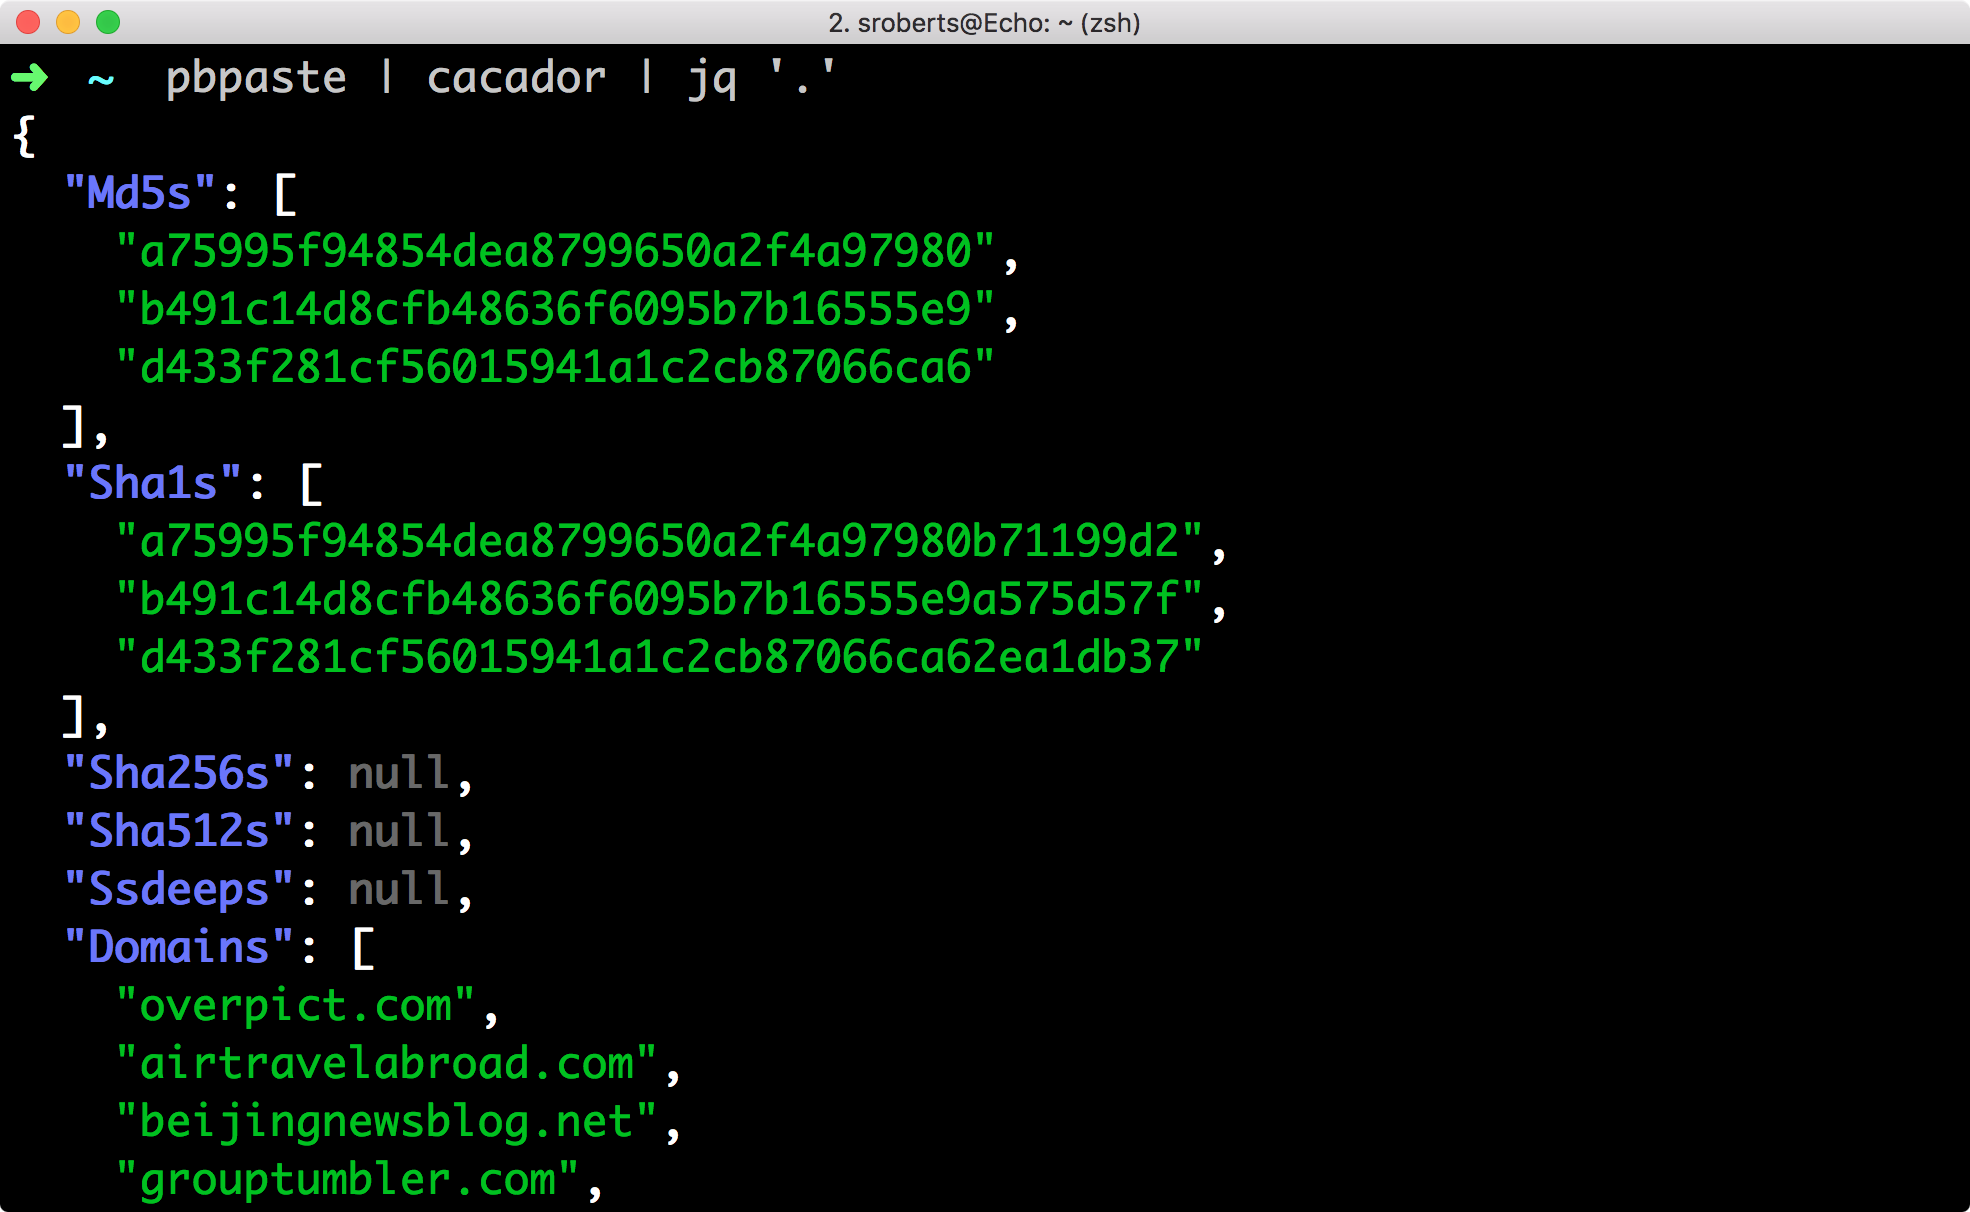 2. sroberts@Echo: ~ (zsh)
➜ ~ pbpaste | cacador | jq '.'
{
"Md5s": [
"a75995f94854dea8799650a2f4a97980",
"b491c14d8cfb48636f6095b7b16555e9",
"d433f281cf56015941a1c2cb87066ca6"
],
"Sha1s": [
"a75995f94854dea8799650a2f4a97980b71199d2",
"b491c14d8cfb48636f6095b7b16555e9a575d57f",
"d433f281cf56015941a1c2cb87066ca62ea1db37"
],
"Sha256s": null,
"Sha512s": null,
"Ssdeeps": null,
"Domains": [
"overpict.com",
"airtravelabroad.com",
"beijingnewsblog.net",
"grouptumbler.com",